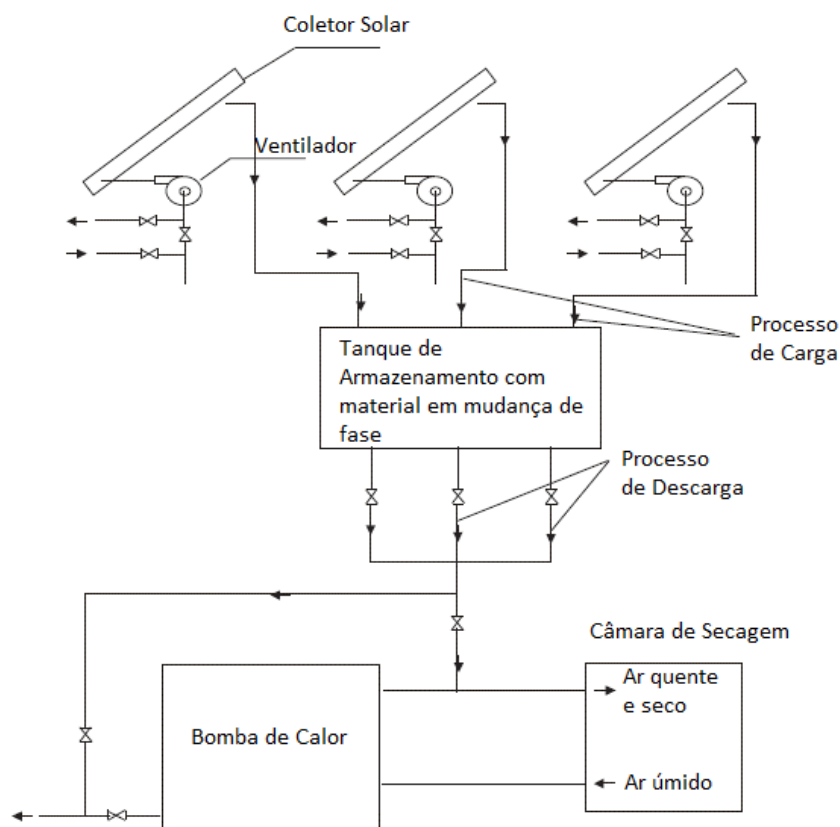 Coletor Solar
Ventilador
Processo
de Carga
Tanque de
Armazenamento com
material em mudança de
fase
Processo
de Descarga
Câmara de Secagem
Ar quente
e seco
Bomba de Calor
Ar úmido